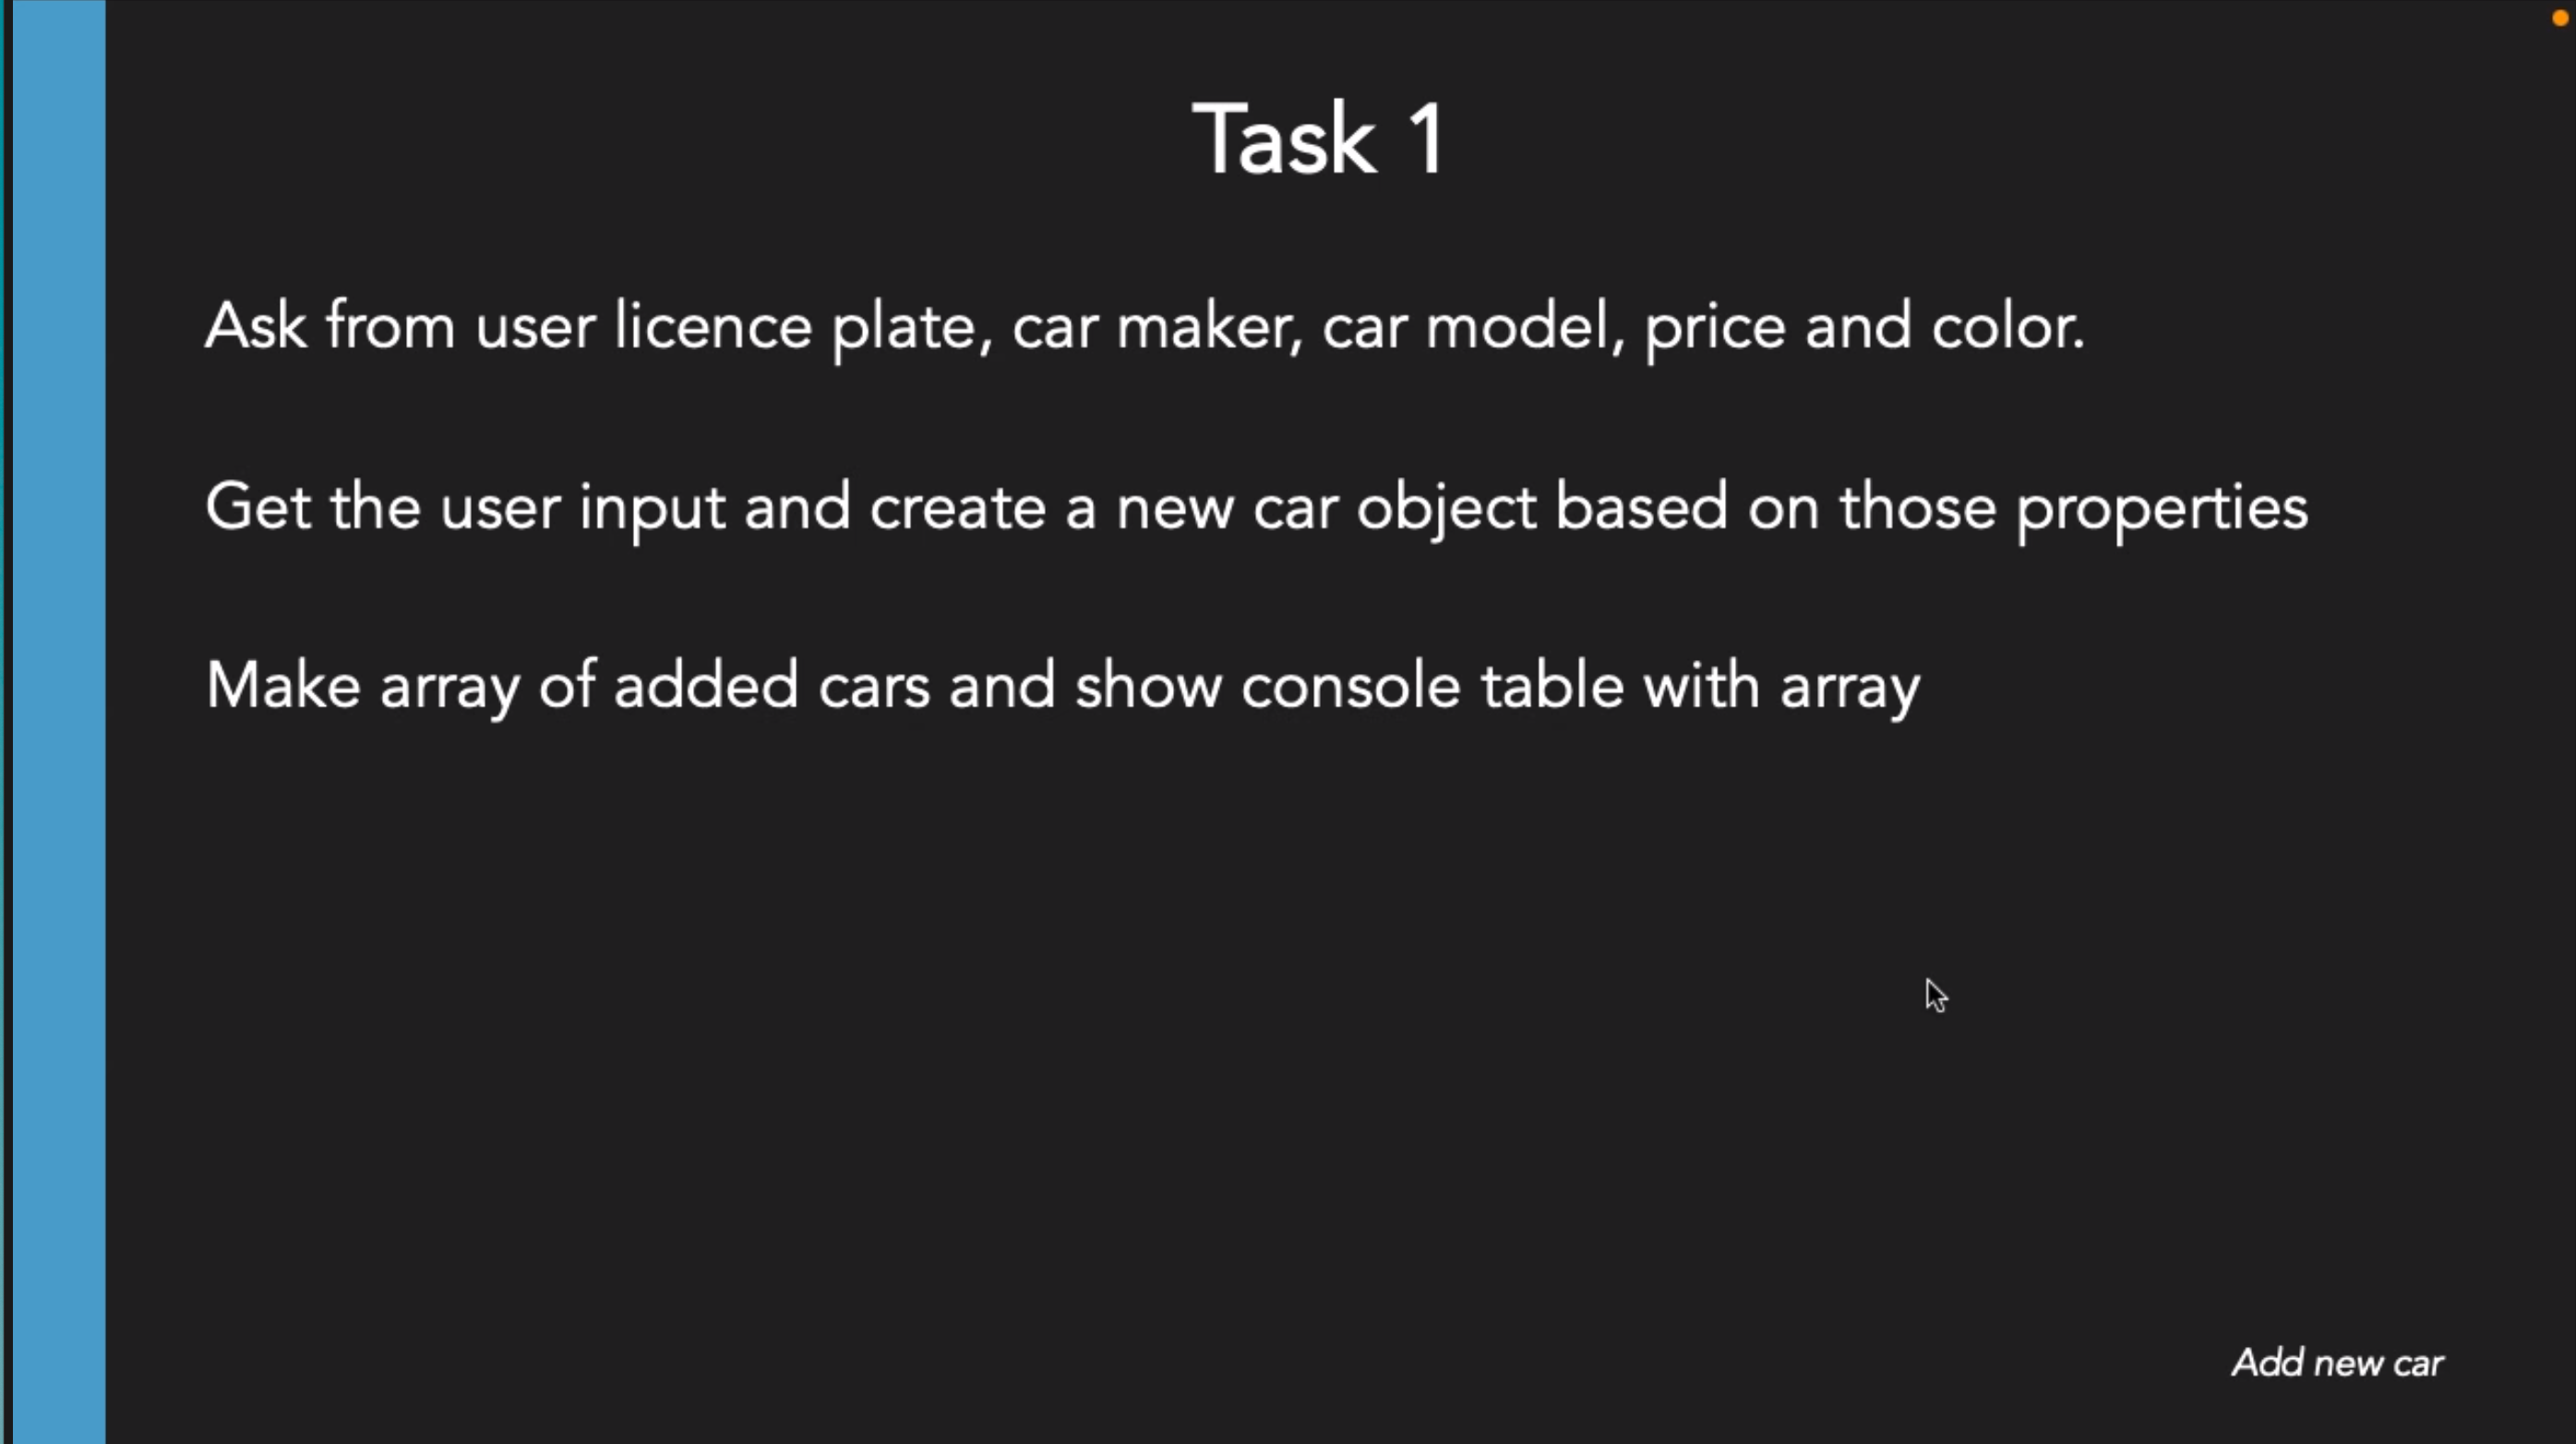 Task 1
Ask from user licence plate, car maker, car model, price and color.
Get the user input and create a new car object based on those properties
Make array of added cars and show console table with array
Add new car